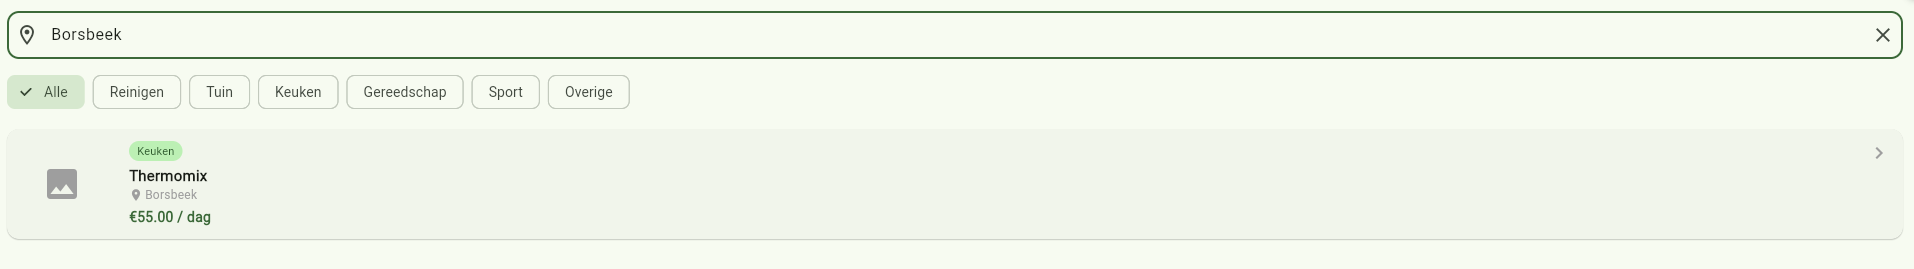 Borsbeek
Alle Reinigen Tuin Keuken Gereedschap Sport Overige
Keuken
Thermomix
Borsbeek
€55.00 / dag